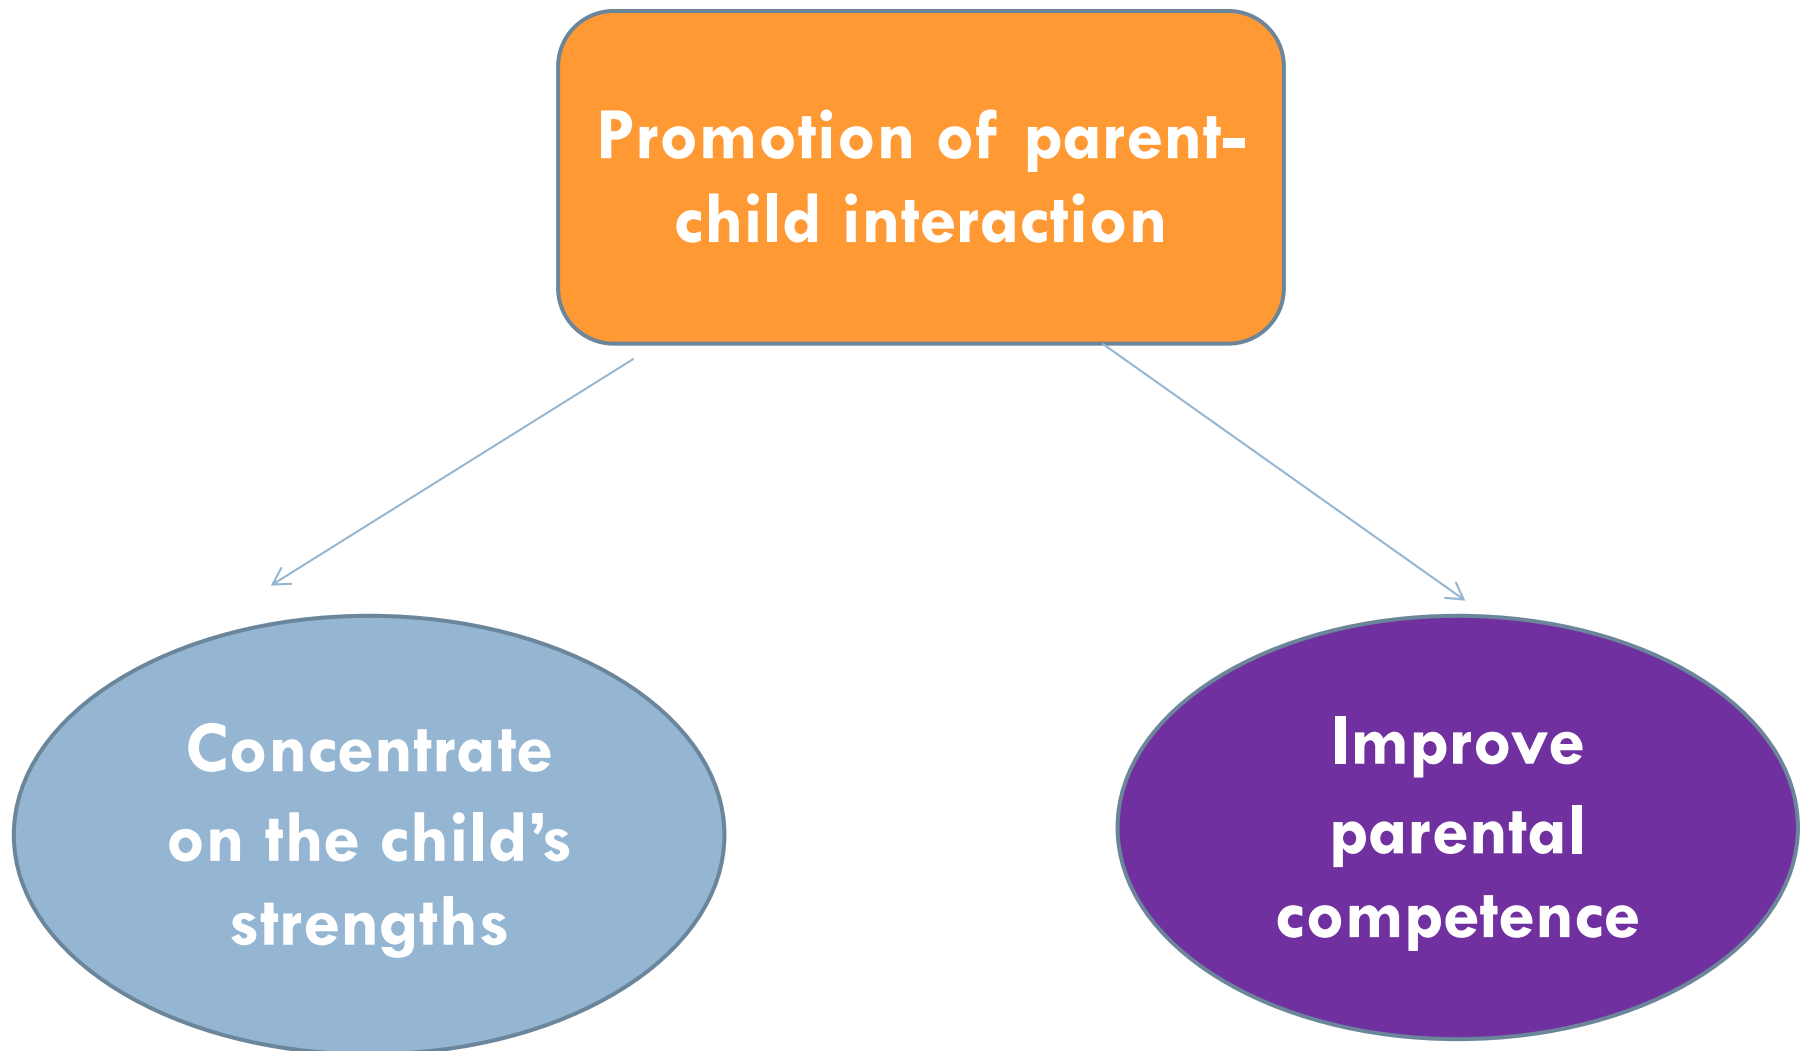 Promotion of parent-
child interaction
Concentrate
on the child’s
strengths
Improve
parental
competence